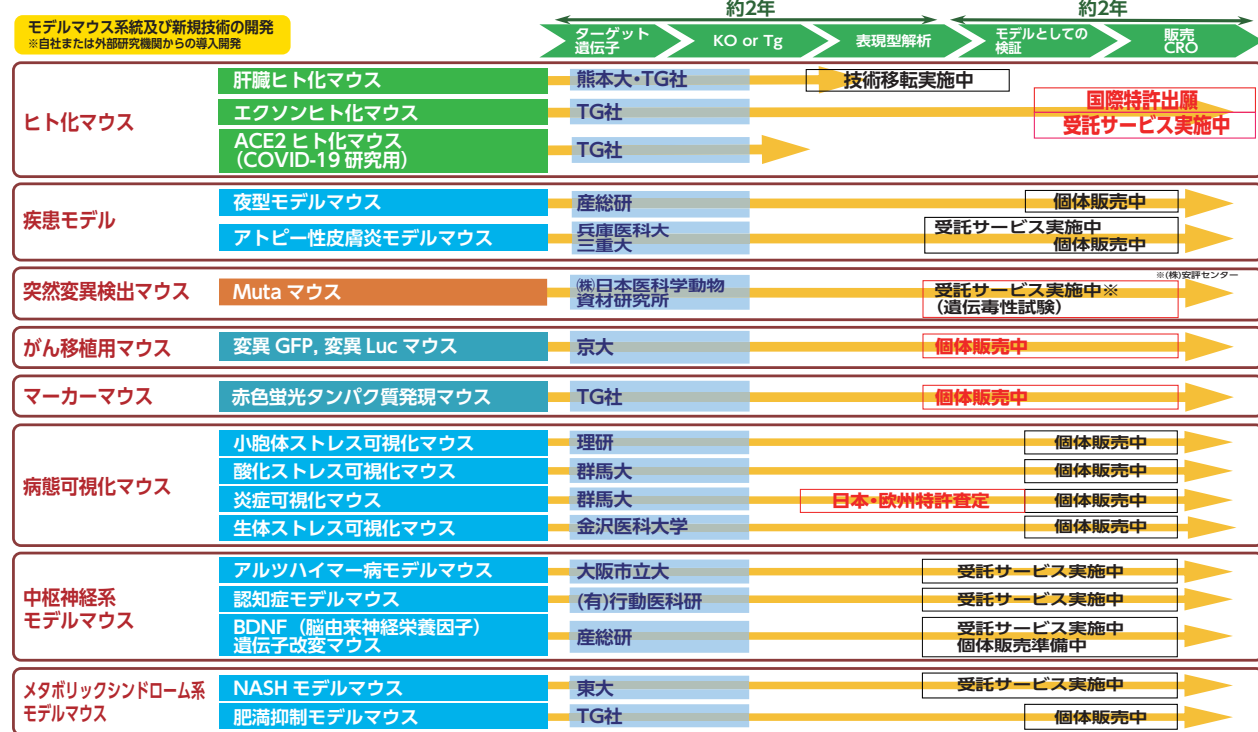 モデルマウス系統及び新規技術の開発
※自社または外部研究機関からの導入開発
約2年
約2年
ターゲット
遺伝子
KO or Tg
表現型解析
モデルとしての
検証
販売
CRO
ヒト化マウス
肝臓ヒト化マウス
熊本大・TG社
技術移転実施中
エクソンヒト化マウス
TG社
国際特許出願
受託サービス実施中
ACE2 ヒト化マウス
（COVID-19 研究用）
TG社
疾患モデル
夜型モデルマウス
産総研
個体販売中
アトピー性皮膚炎モデルマウス
兵庫医科大
三重大
受託サービス実施中
個体販売中
突然変異検出マウス
Muta マウス
㈱日本医科学動物
資材研究所
※(株)安評センター
受託サービス実施中※
（遺伝毒性試験）
がん移植用マウス
変異 GFP, 変異 Luc マウス
京大
個体販売中
マーカーマウス
赤色蛍光タンパク質発現マウス
TG社
個体販売中
病態可視化マウス
小胞体ストレス可視化マウス
理研
個体販売中
酸化ストレス可視化マウス
群馬大
個体販売中
炎症可視化マウス
群馬大
日本・欧州特許査定
個体販売中
生体ストレス可視化マウス
金沢医科大学
個体販売中
中枢神経系
モデルマウス
アルツハイマー病モデルマウス
大阪市立大
受託サービス実施中
認知症モデルマウス
(有)行動医科研
受託サービス実施中
BDNF（脳由来神経栄養因子）
遺伝子改変マウス
産総研
受託サービス実施中
個体販売準備中
メタボリックシンドローム系
モデルマウス
NASH モデルマウス
東大
受託サービス実施中
肥満抑制モデルマウス
TG社
個体販売中